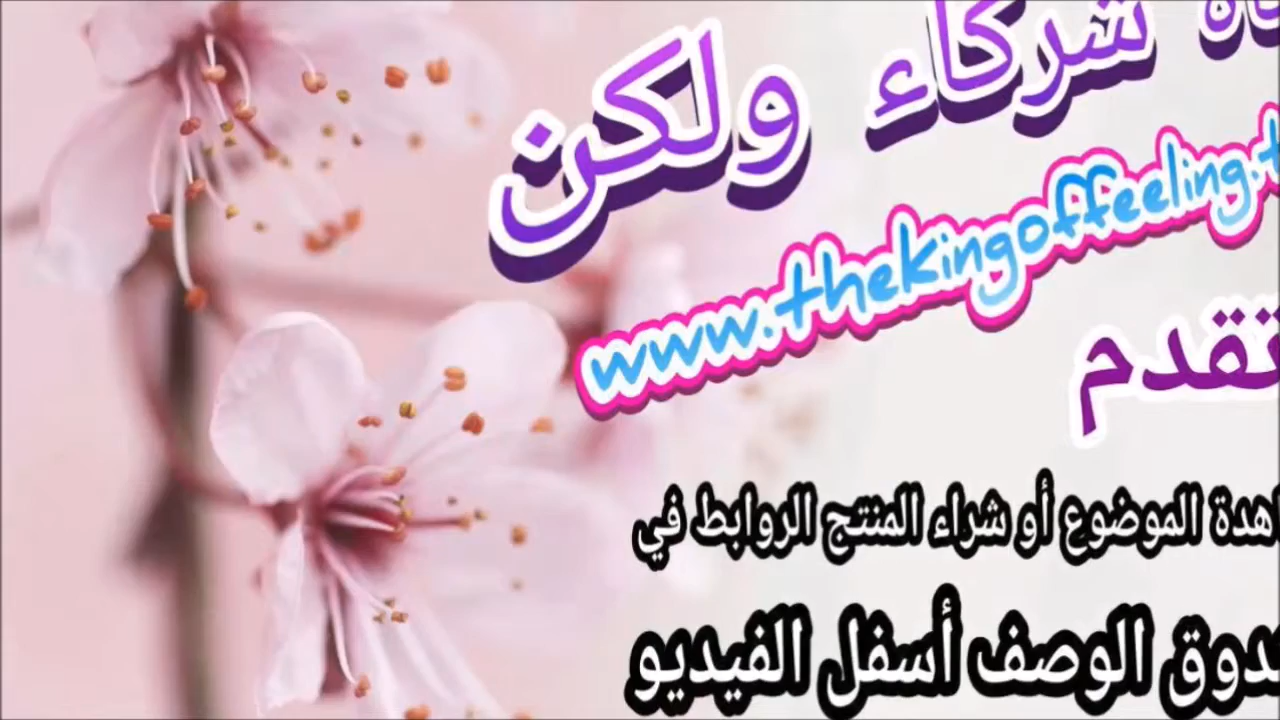 شركاء ولكن
www.thekingoffeeling.t
تقدم
اهدة الموضوع أو شراء المنتج الروابط في
دوق الوصف أسفل الفيديو